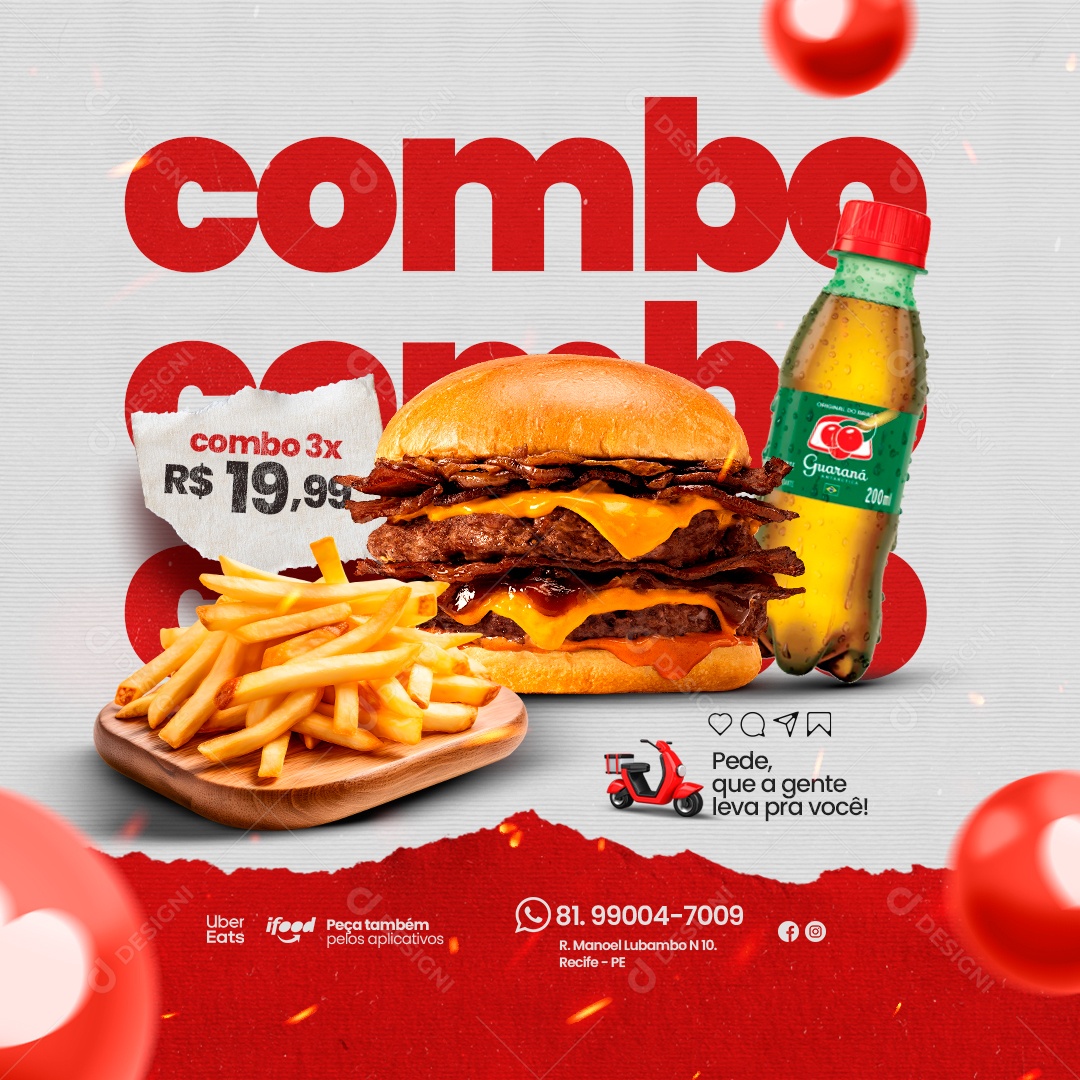 combo
combo
combo 3x
R$ 19,99
ORIGINAL DO BRASIL
Guaraná
ANTARCTICA
200ml
Pede,
que a gente
leva pra você!
Uber
Eats
ifood
Peça também
pelos aplicativos
81. 99004-7009
R. Manoel Lubambo N 10.
Recife - PE
DESIGNI